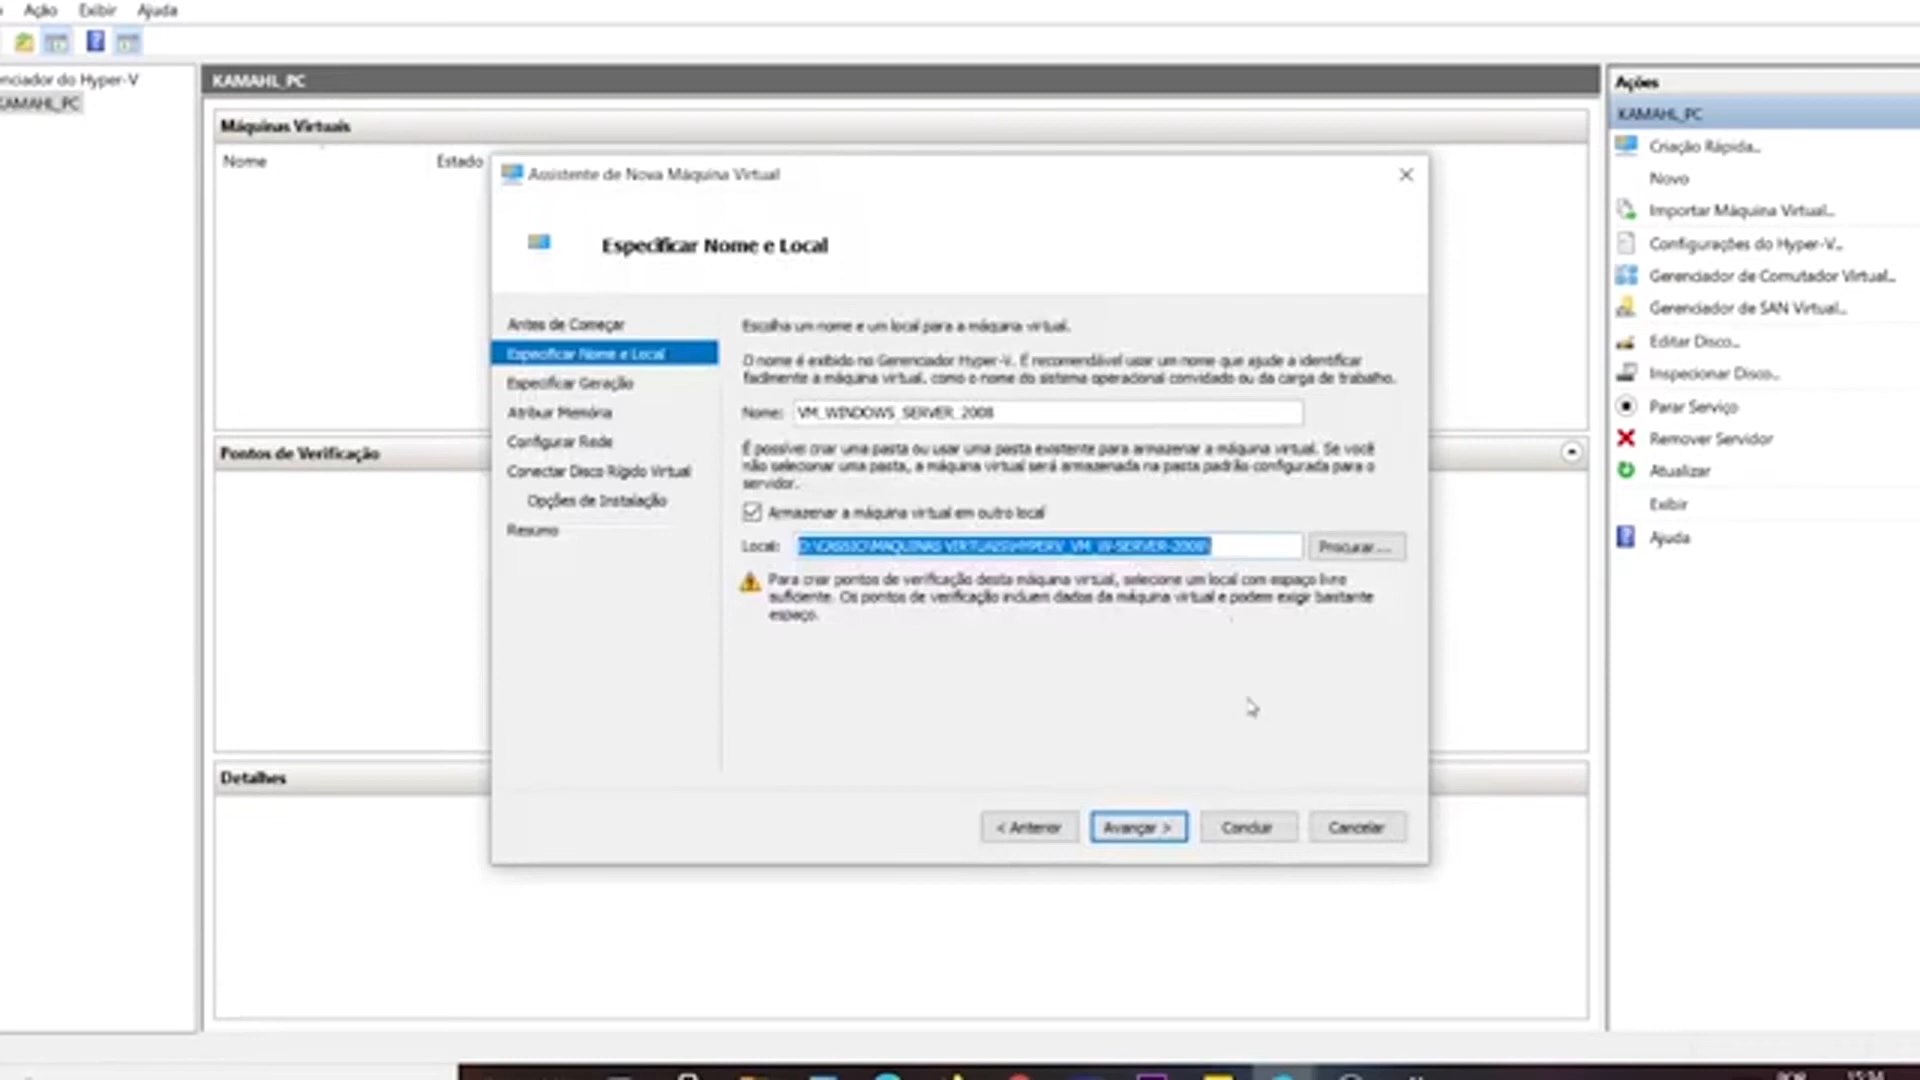 Ação Exibir Ajuda
nciador do Hyper-V
KAMAHL_PC
KAMAHL_PC
Máquinas Virtuais
Nome Estado
Pontos de Verificação
Detalhes
Assistente de Nova Máquina Virtual
Especificar Nome e Local
Antes de Começar
Especificar Nome e Local
Especificar Geração
Atribuir Memória
Configurar Rede
Conectar Disco Rígido Virtual
Opções de Instalação
Resumo
Escolha um nome e um local para a máquina virtual.
O nome é exibido no Gerenciador Hyper-V. É recomendável usar um nome que ajude a identificar
facilmente a máquina virtual, como o nome do sistema operacional convidado ou da carga de trabalho.
Nome: VM_WINDOWS_SERVER_2008
É possível criar uma pasta ou usar uma pasta existente para armazenar a máquina virtual. Se você
não selecionar uma pasta, a máquina virtual será armazenada na pasta padrão configurada para o
servidor.
Armazenar a máquina virtual em outro local
Local: D:\CASSIO\MAQUINAS VIRTUAIS\HYPERV_VM_W-SERVER-2008\ Procurar...
Para criar pontos de verificação desta máquina virtual, selecione um local com espaço livre
suficiente. Os pontos de verificação incluem dados da máquina virtual e podem exigir bastante
espaço.
< Anterior Avançar > Concluir Cancelar
Ações
KAMAHL_PC
Criação Rápida...
Novo
Importar Máquina Virtual...
Configurações do Hyper-V...
Gerenciador de Comutador Virtual...
Gerenciador de SAN Virtual...
Editar Disco...
Inspecionar Disco...
Parar Serviço
Remover Servidor
Atualizar
Exibir
Ajuda